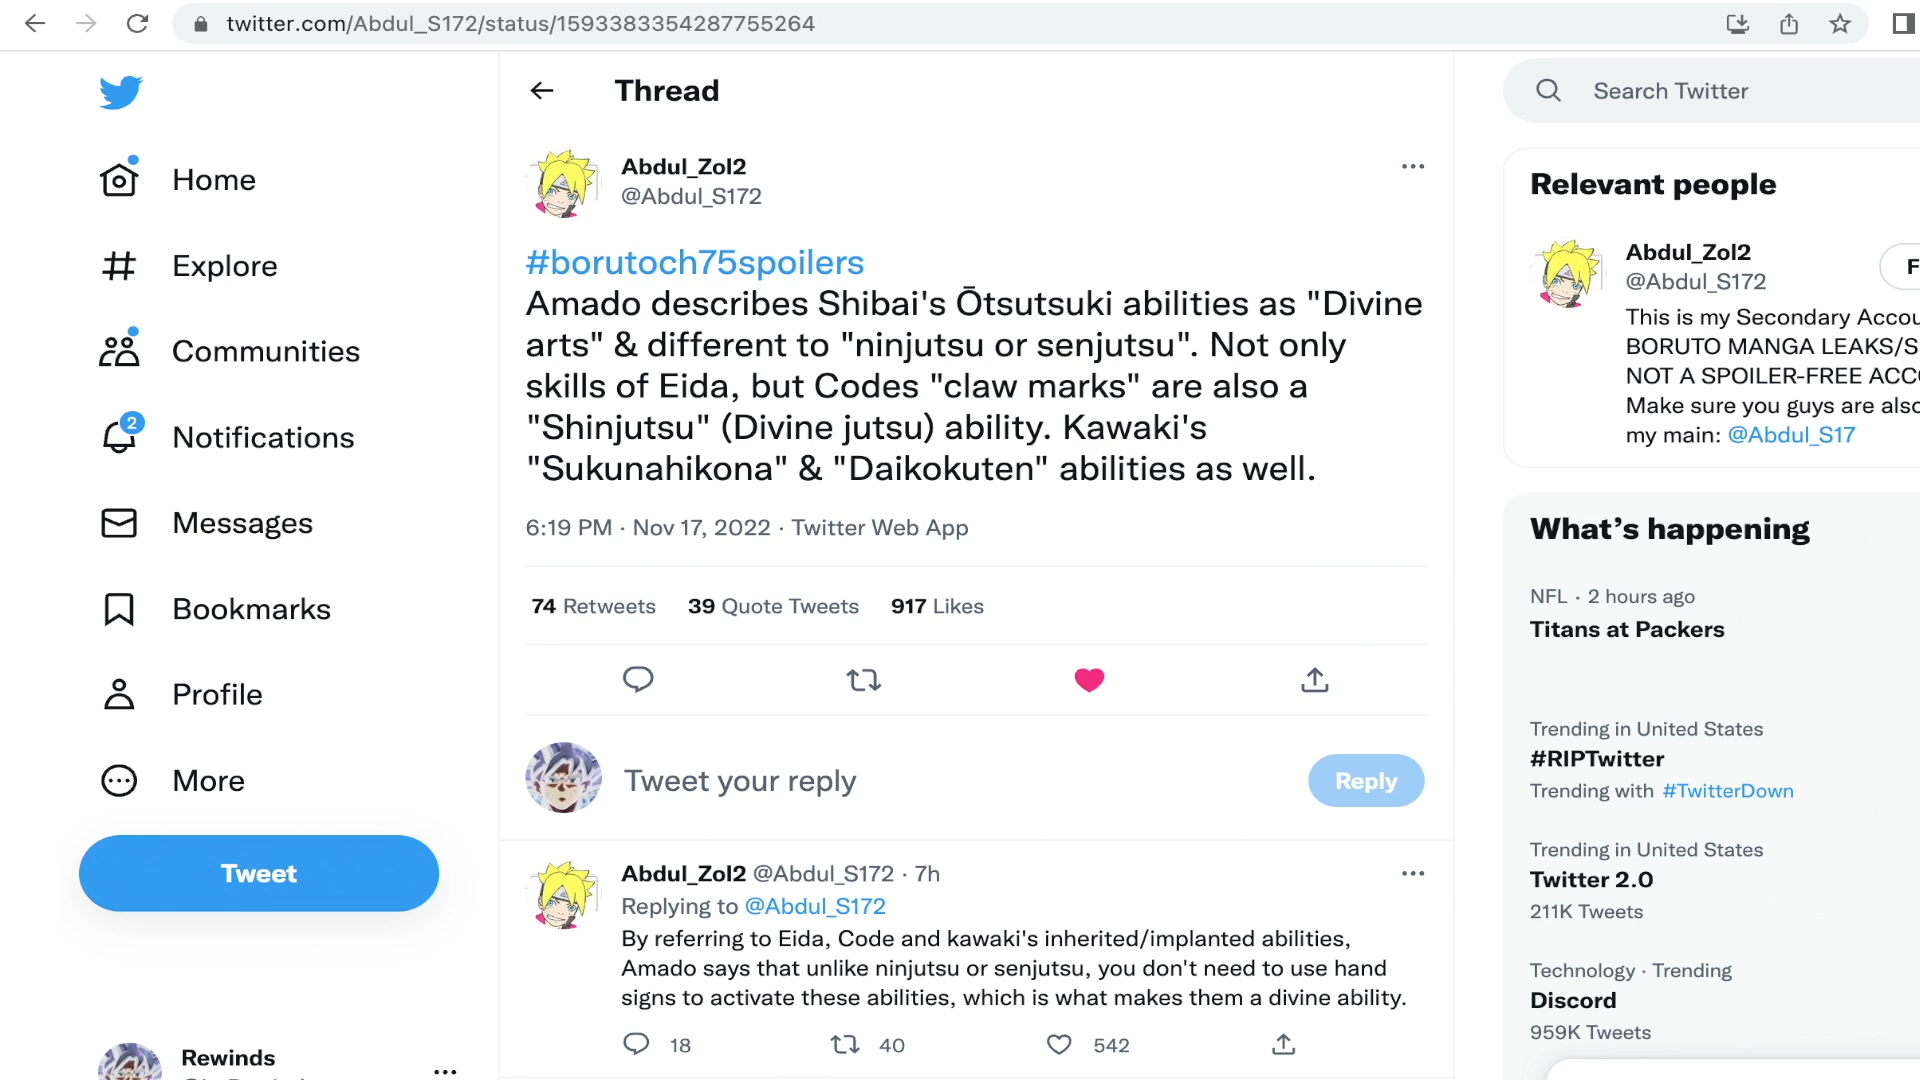 twitter.com/Abdul_S172/status/1593383354287755264
Home
Explore
Communities
2
Notifications
Messages
Bookmarks
Profile
More
Tweet
Rewinds
Thread
Abdul_Zol2
@Abdul_S172
#borutoch75spoilers
Amado describes Shibai's Ōtsutsuki abilities as "Divine
arts" & different to "ninjutsu or senjutsu". Not only
skills of Eida, but Codes "claw marks" are also a
"Shinjutsu" (Divine jutsu) ability. Kawaki's
"Sukunahikona" & "Daikokuten" abilities as well.
6:19 PM · Nov 17, 2022 · Twitter Web App
74 Retweets 39 Quote Tweets 917 Likes
Tweet your reply
Reply
Abdul_Zol2 @Abdul_S172 · 7h
Replying to @Abdul_S172
By referring to Eida, Code and kawaki's inherited/implanted abilities,
Amado says that unlike ninjutsu or senjutsu, you don't need to use hand
signs to activate these abilities, which is what makes them a divine ability.
18 40 542
Search Twitter
Relevant people
Abdul_Zol2
@Abdul_S172
F
This is my Secondary Accou
BORUTO MANGA LEAKS/S
NOT A SPOILER-FREE ACC
Make sure you guys are also
my main: @Abdul_S17
What's happening
NFL · 2 hours ago
Titans at Packers
Trending in United States
#RIPTwitter
Trending with #TwitterDown
Trending in United States
Twitter 2.0
211K Tweets
Technology · Trending
Discord
959K Tweets